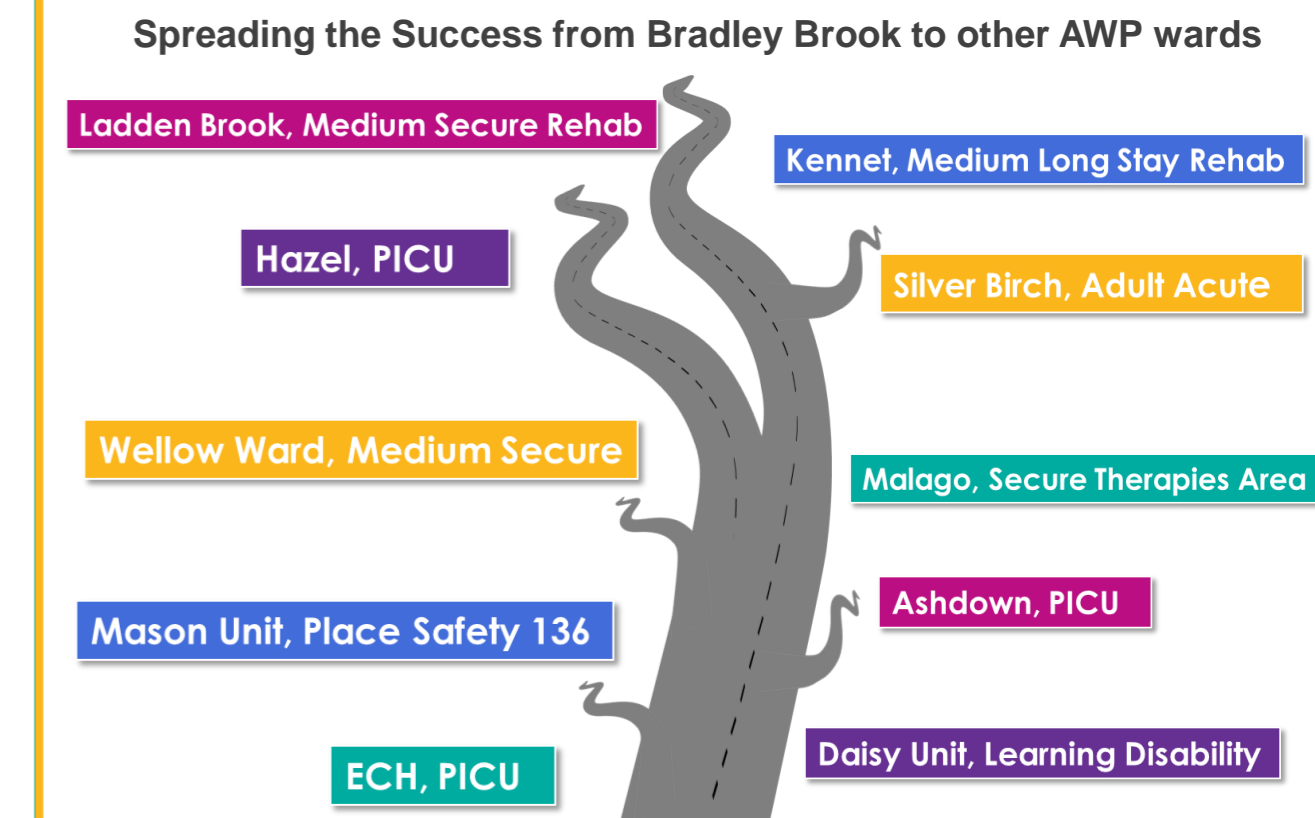 Spreading the Success from Bradley Brook to other AWP wards
Ladden Brook, Medium Secure Rehab
Kennet, Medium Long Stay Rehab
Hazel, PICU
Silver Birch, Adult Acute
Wellow Ward, Medium Secure
Malago, Secure Therapies Area
Ashdown, PICU
Mason Unit, Place Safety 136
Daisy Unit, Learning Disability
ECH, PICU